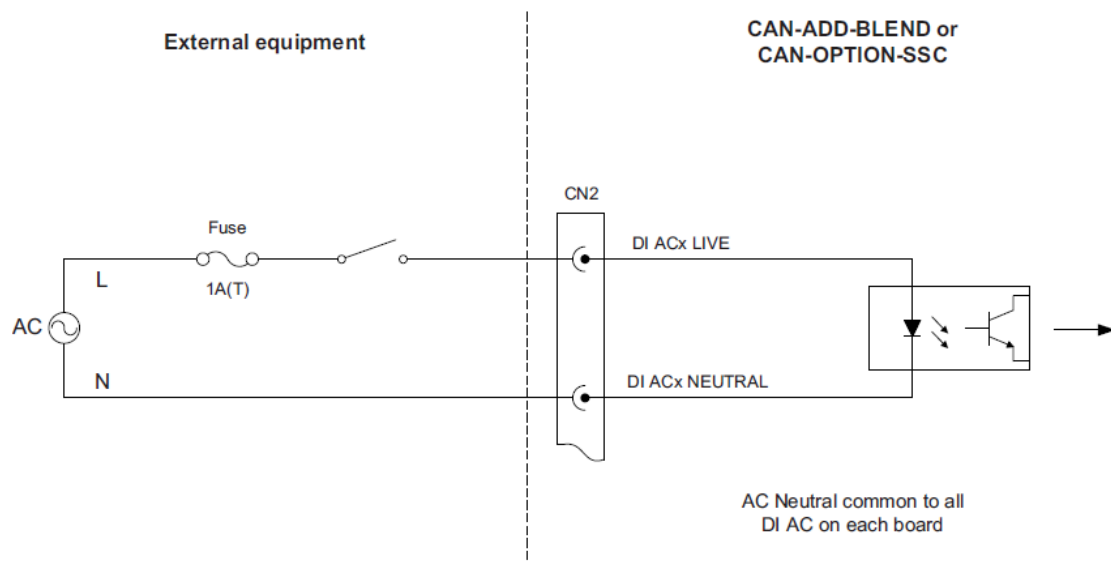 External equipment
CAN-ADD-BLEND or
CAN-OPTION-SSC
CN2
Fuse
DI ACx LIVE
L
1A(T)
AC
N
DI ACx NEUTRAL
AC Neutral common to all
DI AC on each board